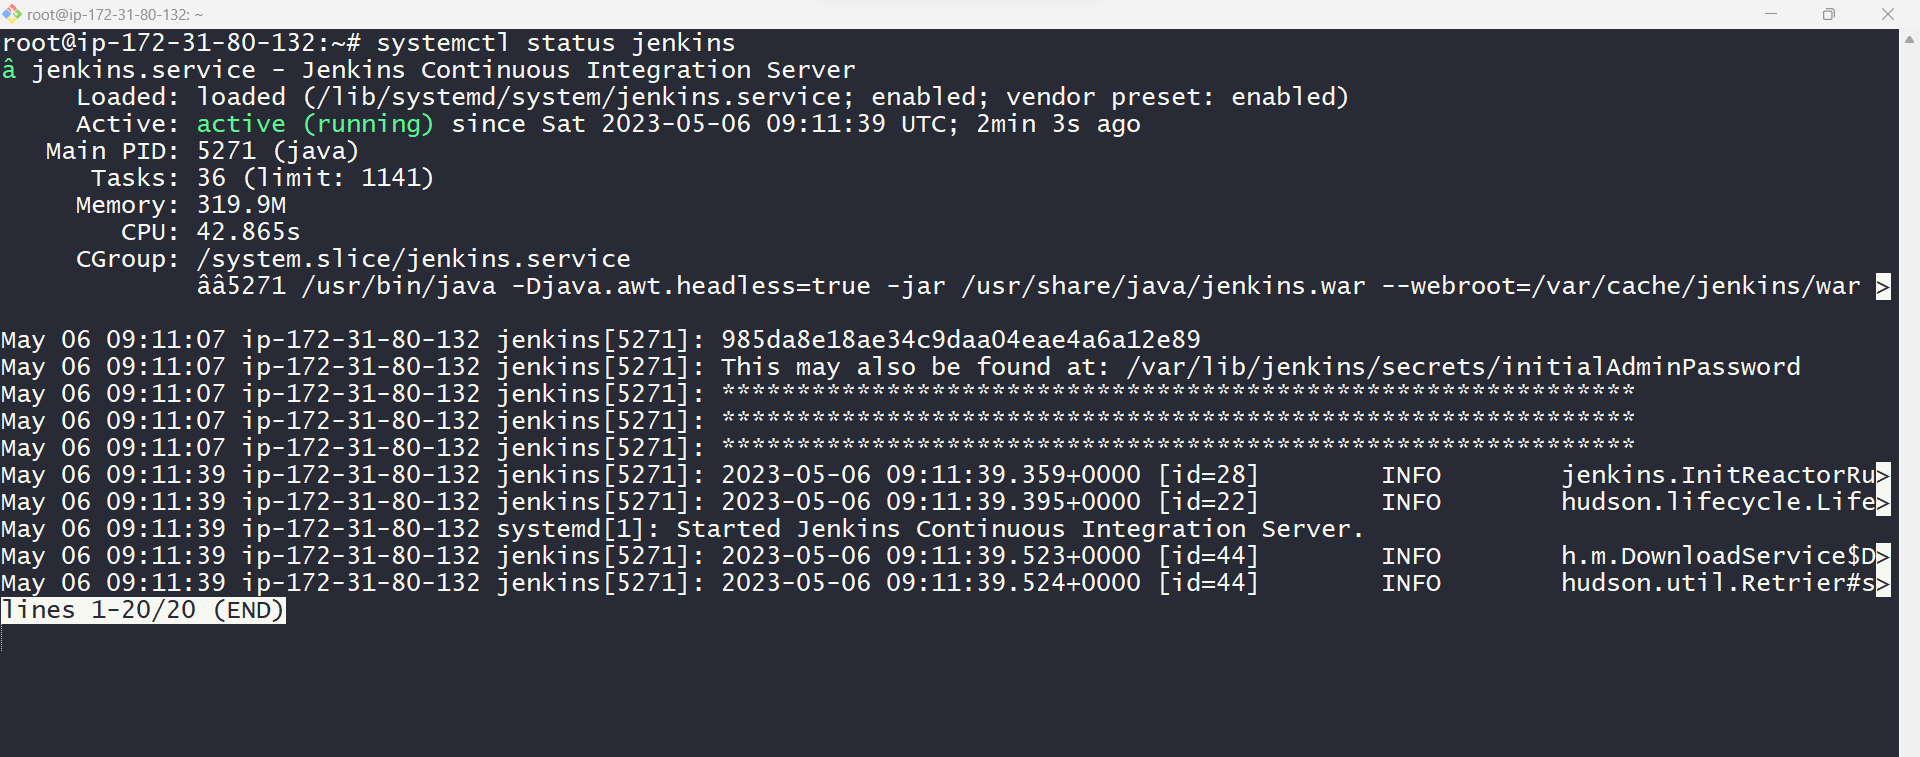 root@ip-172-31-80-132: ~
root@ip-172-31-80-132:~# systemctl status jenkins
â jenkins.service - Jenkins Continuous Integration Server
Loaded: loaded (/lib/systemd/system/jenkins.service; enabled; vendor preset: enabled)
Active: active (running) since Sat 2023-05-06 09:11:39 UTC; 2min 3s ago
Main PID: 5271 (java)
Tasks: 36 (limit: 1141)
Memory: 319.9M
CPU: 42.865s
CGroup: /system.slice/jenkins.service
ââ5271 /usr/bin/java -Djava.awt.headless=true -jar /usr/share/java/jenkins.war --webroot=/var/cache/jenkins/war >
May 06 09:11:07 ip-172-31-80-132 jenkins[5271]: 985da8e18ae34c9daa04eae4a6a12e89
May 06 09:11:07 ip-172-31-80-132 jenkins[5271]: This may also be found at: /var/lib/jenkins/secrets/initialAdminPassword
May 06 09:11:07 ip-172-31-80-132 jenkins[5271]: *************************************************************
May 06 09:11:07 ip-172-31-80-132 jenkins[5271]: *************************************************************
May 06 09:11:07 ip-172-31-80-132 jenkins[5271]: *************************************************************
May 06 09:11:39 ip-172-31-80-132 jenkins[5271]: 2023-05-06 09:11:39.359+0000 [id=28] INFO jenkins.InitReactorRu>
May 06 09:11:39 ip-172-31-80-132 jenkins[5271]: 2023-05-06 09:11:39.395+0000 [id=22] INFO hudson.lifecycle.Life>
May 06 09:11:39 ip-172-31-80-132 systemd[1]: Started Jenkins Continuous Integration Server.
May 06 09:11:39 ip-172-31-80-132 jenkins[5271]: 2023-05-06 09:11:39.523+0000 [id=44] INFO h.m.DownloadService$D>
May 06 09:11:39 ip-172-31-80-132 jenkins[5271]: 2023-05-06 09:11:39.524+0000 [id=44] INFO hudson.util.Retrier#s>
lines 1-20/20 (END)